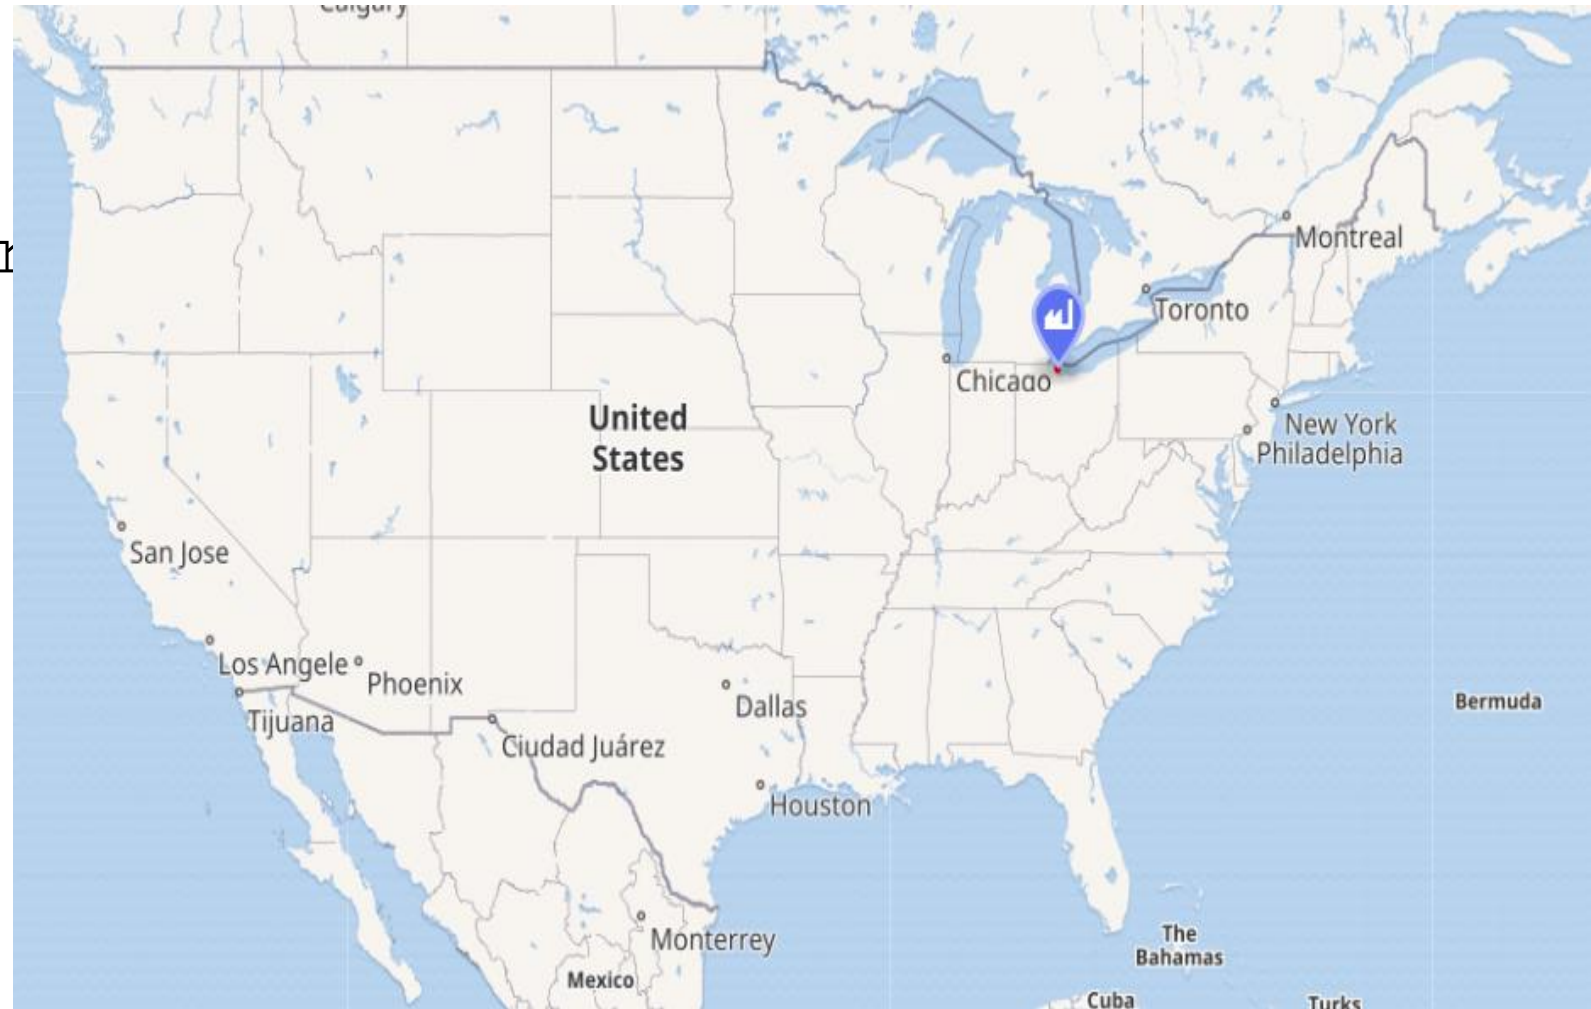 Calgary
Montreal
Toronto
Chicago
United
States
New York
Philadelphia
San Jose
Los Angele
Phoenix
Tijuana
Dallas
Bermuda
Ciudad Juárez
Houston
Monterrey
The
Bahamas
Mexico
Cuba
Turks